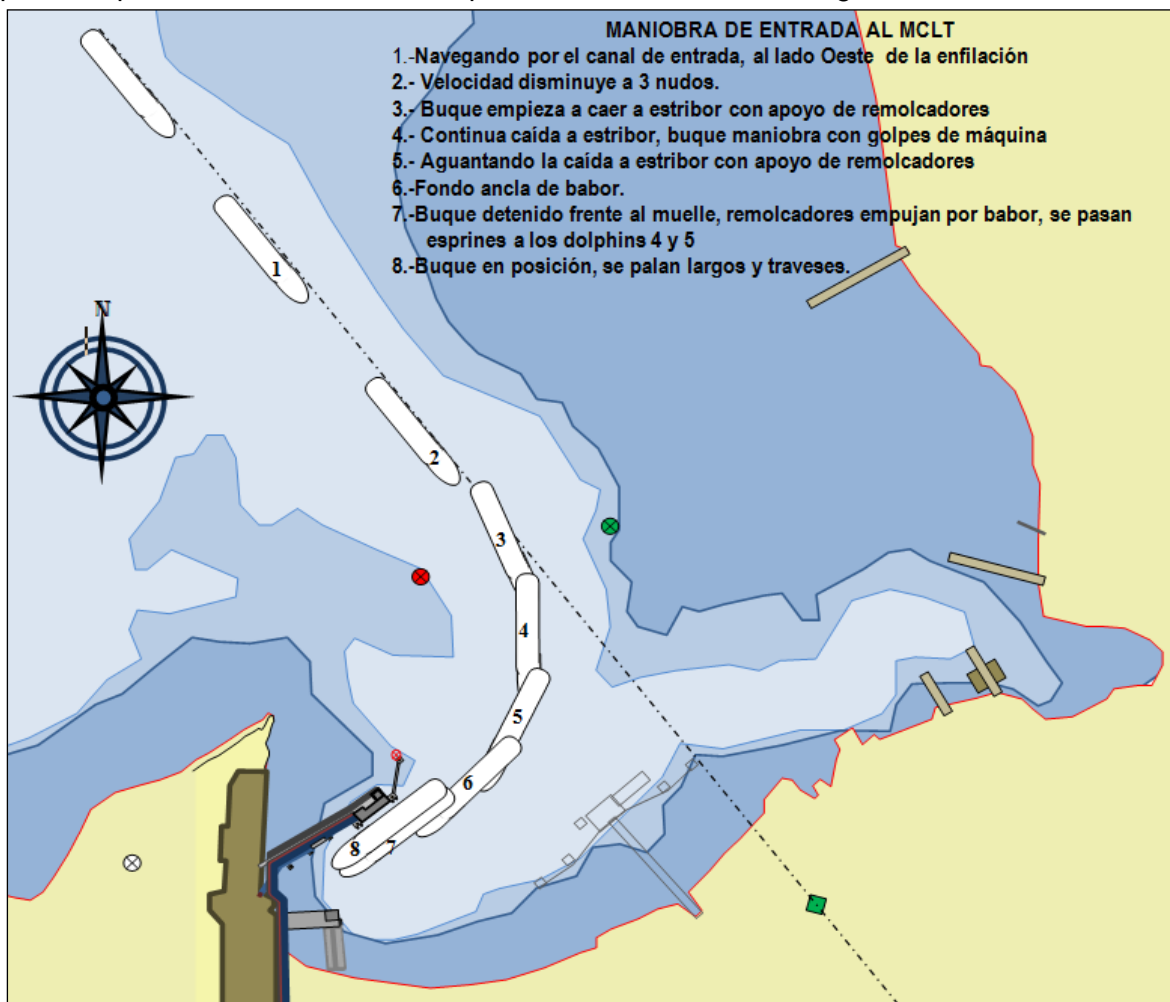 MANIOBRA DE ENTRADA AL MCLT
1.-Navegando por el canal de entrada, al lado Oeste de la enfilación
2.- Velocidad disminuye a 3 nudos.
3.- Buque empieza a caer a estribor con apoyo de remolcadores
4.- Continua caída a estribor, buque maniobra con golpes de máquina
5.- Aguantando la caída a estribor con apoyo de remolcadores
6.-Fondo ancla de babor.
7.-Buque detenido frente al muelle, remolcadores empujan por babor, se pasan
esprines a los dolphins 4 y 5
8.-Buque en posición, se palan largos y traveses.
1
N
2
3
4
5
6
8
7